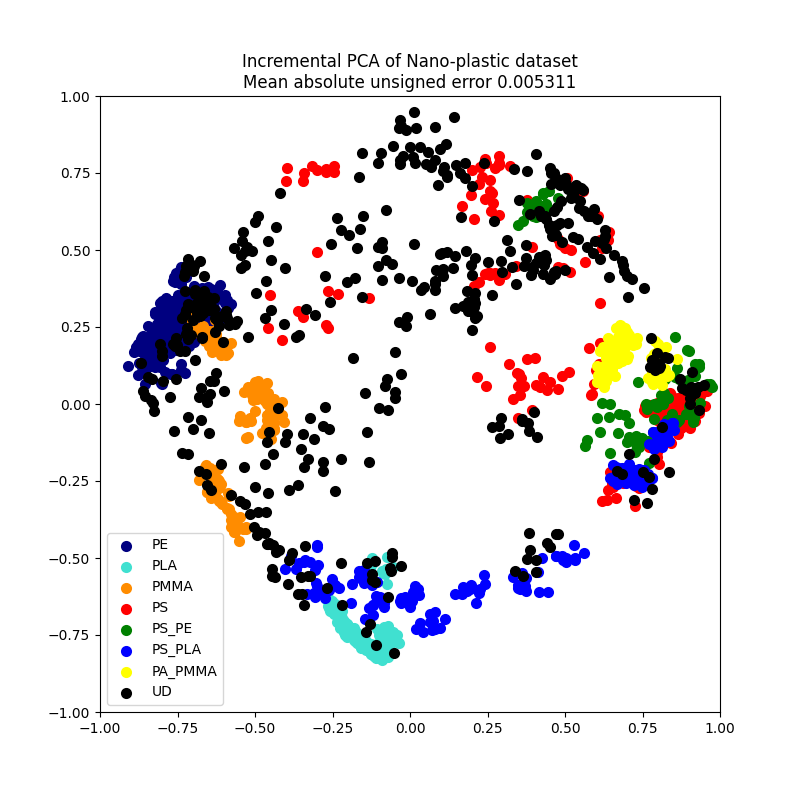 Incremental PCA of Nano-plastic dataset
Mean absolute unsigned error 0.005311
1.00
0.75
0.50
0.25
0.00
−0.25
−0.50
−0.75
−1.00
PE
PLA
PMMA
PS
PS_PE
PS_PLA
PA_PMMA
UD
−1.00 −0.75 −0.50 −0.25 0.00 0.25 0.50 0.75 1.00